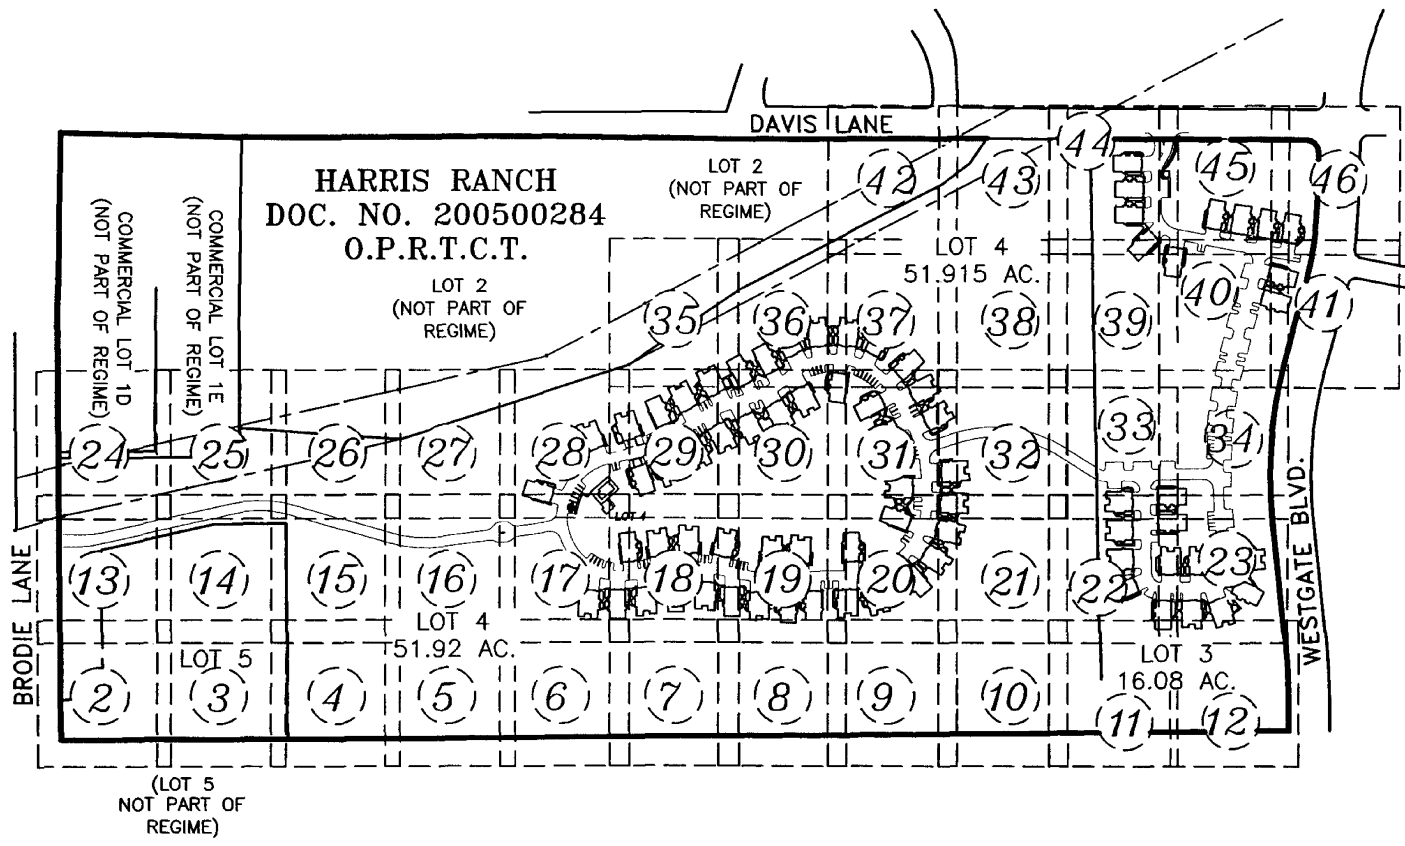 DAVIS LANE
HARRIS RANCH
DOC. NO. 200500284
O.P.R.T.C.T.
LOT 2
(NOT PART OF
REGIME)
LOT 2
(NOT PART OF
REGIME)
COMMERCIAL LOT 1D
(NOT PART OF REGIME)
COMMERCIAL LOT 1E
(NOT PART OF REGIME)
LOT 4
51.915 AC.
42
43
44
45
46
35
36
37
38
39
40
41
24
25
26
27
28
29
30
31
32
33
34
LOT 4
13
14
15
16
17
18
19
20
21
22
23
LOT 4
51.92 AC.
LOT 5
LOT 3
16.08 AC.
2
3
4
5
6
7
8
9
10
11
12
BRODIE LANE
WESTGATE BLVD.
(LOT 5
NOT PART OF
REGIME)